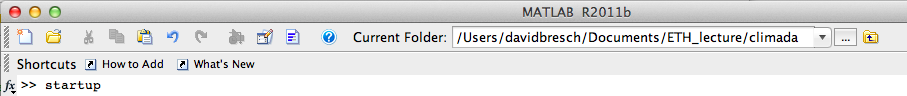 MATLAB R2011b
Current Folder: /Users/davidbresch/Documents/ETH_lecture/climada ...
Shortcuts How to Add What's New
fx >> startup